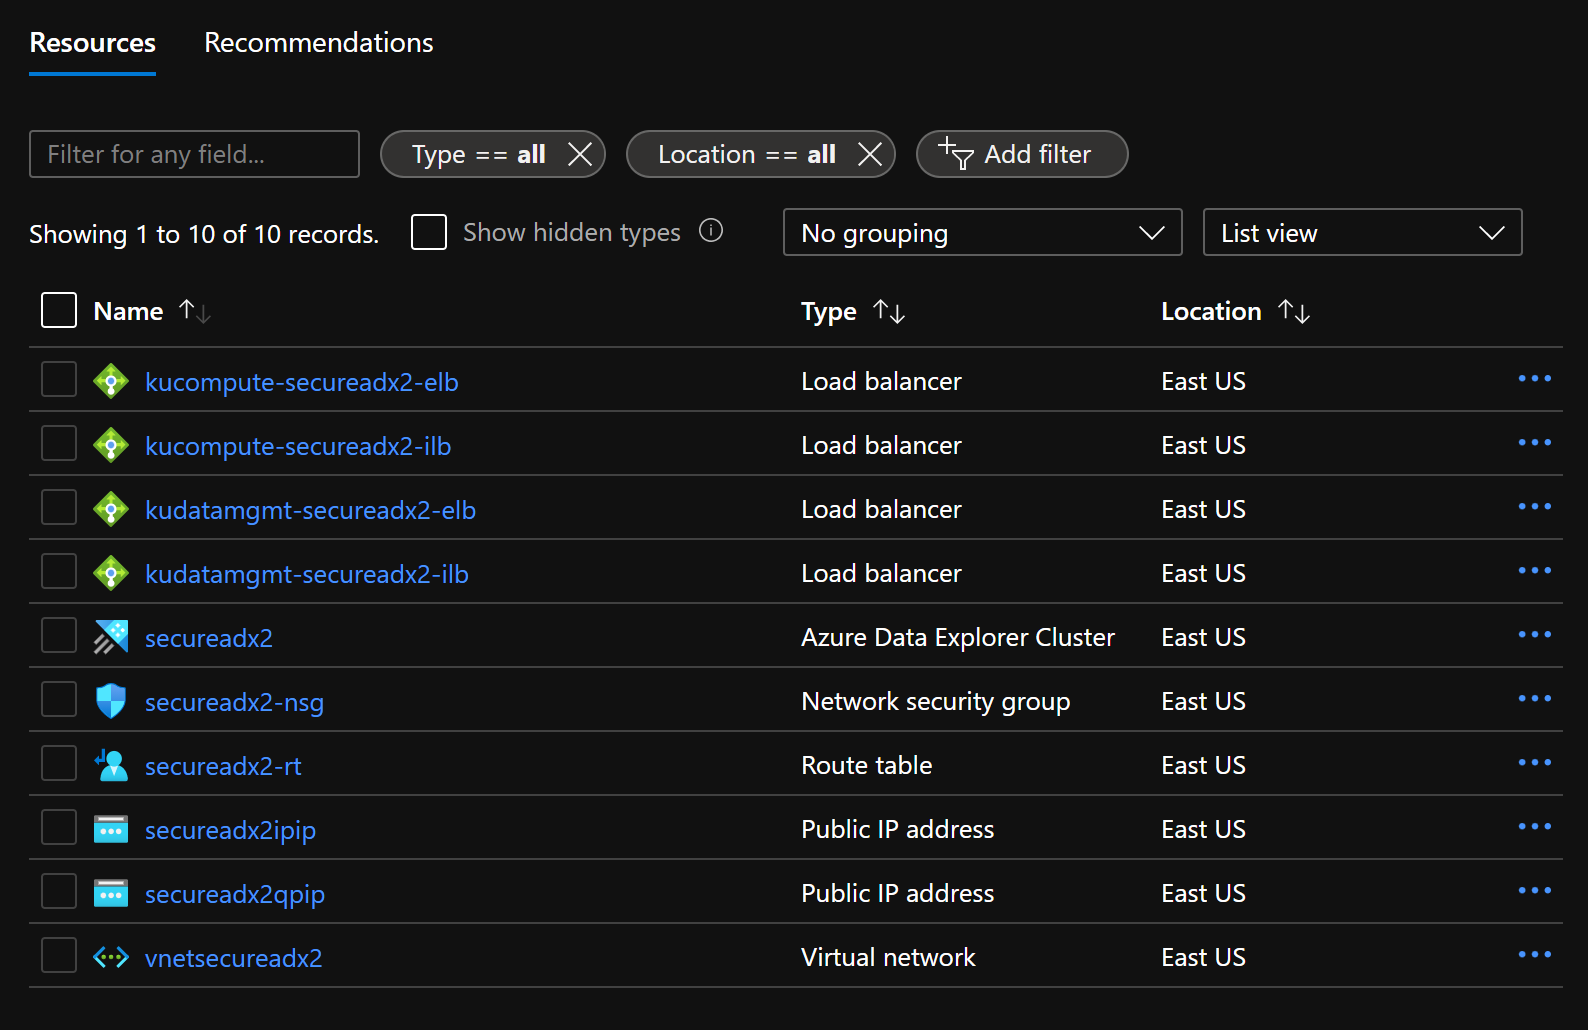 Resources Recommendations
Filter for any field... Type == all Location == all Add filter
Showing 1 to 10 of 10 records. Show hidden types No grouping List view
Name Type Location
kucompute-secureadx2-elb Load balancer East US
kucompute-secureadx2-ilb Load balancer East US
kudatamgmt-secureadx2-elb Load balancer East US
kudatamgmt-secureadx2-ilb Load balancer East US
secureadx2 Azure Data Explorer Cluster East US
secureadx2-nsg Network security group East US
secureadx2-rt Route table East US
secureadx2ipip Public IP address East US
secureadx2qpip Public IP address East US
vnetsecureadx2 Virtual network East US